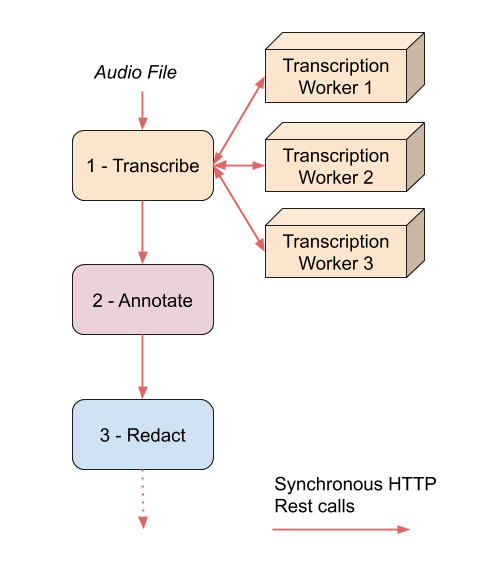 Audio File
Transcription
Worker 1
1 - Transcribe
Transcription
Worker 2
Transcription
Worker 3
2 - Annotate
3 - Redact
Synchronous HTTP
Rest calls